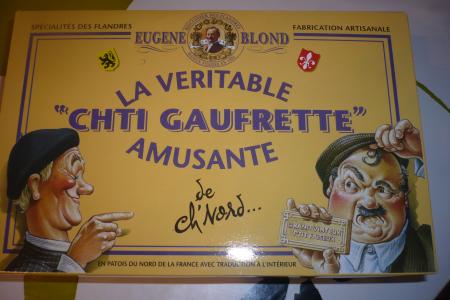 SPÉCIALITÉS DES FLANDRES
FABRICATION ARTISANALE
EUGENE BLOND
LA VERITABLE
"CHTI GAUFRETTE"
AMUSANTE
de
ch'Nord...
EN PATOIS DU NORD DE LA FRANCE AVEC TRADUCTION A L'INTÉRIEUR